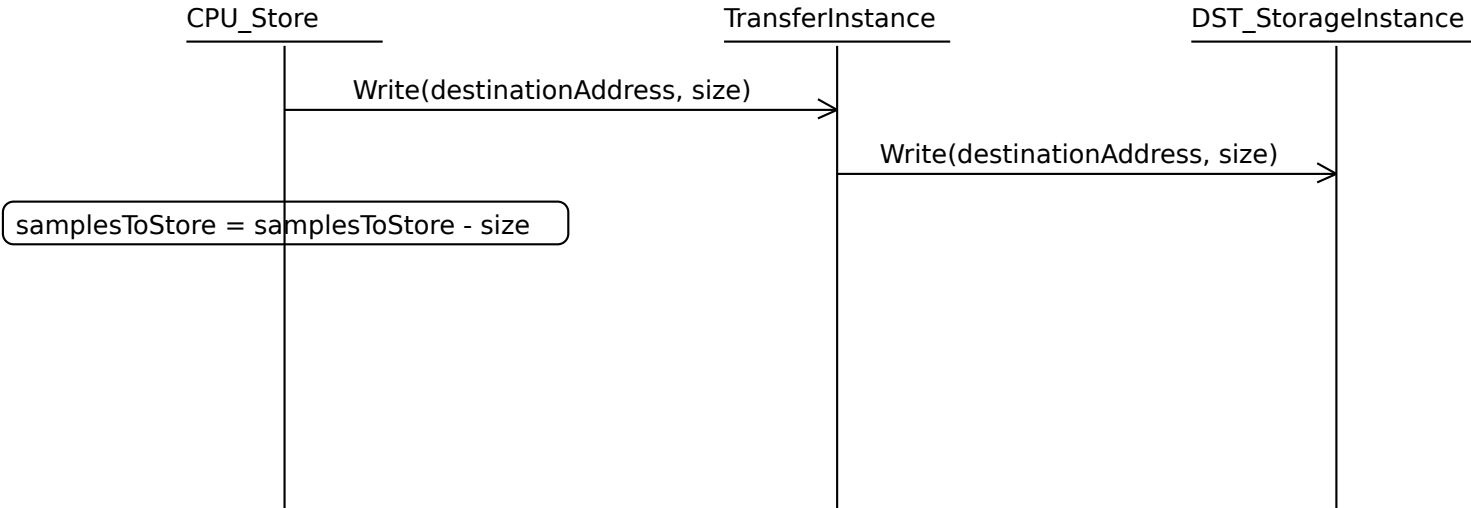 CPU_Store
TransferInstance
DST_StorageInstance
Write(destinationAddress, size)
Write(destinationAddress, size)
samplesToStore = samplesToStore - size